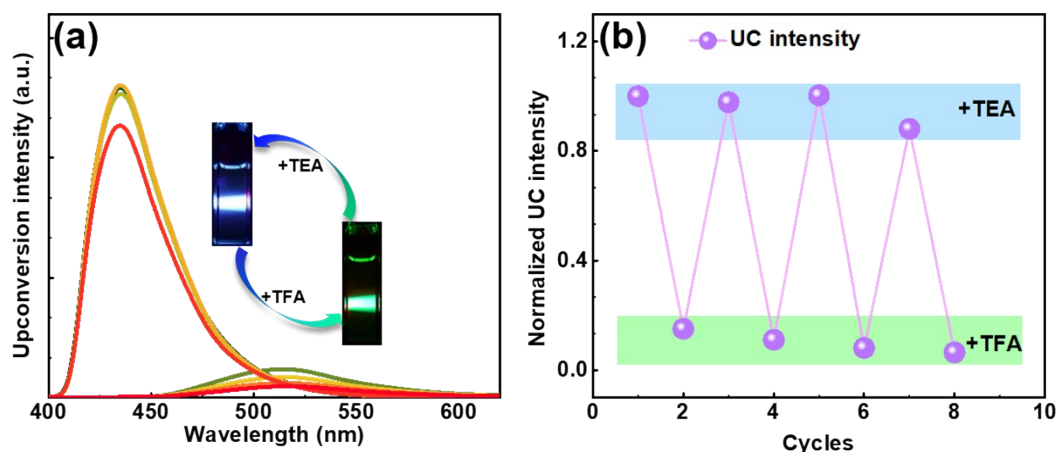 (a)
Upconversion intensity (a.u.)
+TEA
+TFA
400 450 500 550 600
Wavelength (nm)
(b)
UC intensity
Normalized UC intensity
1.2
0.8
0.4
0.0
+TEA
+TFA
0 2 4 6 8 10
Cycles